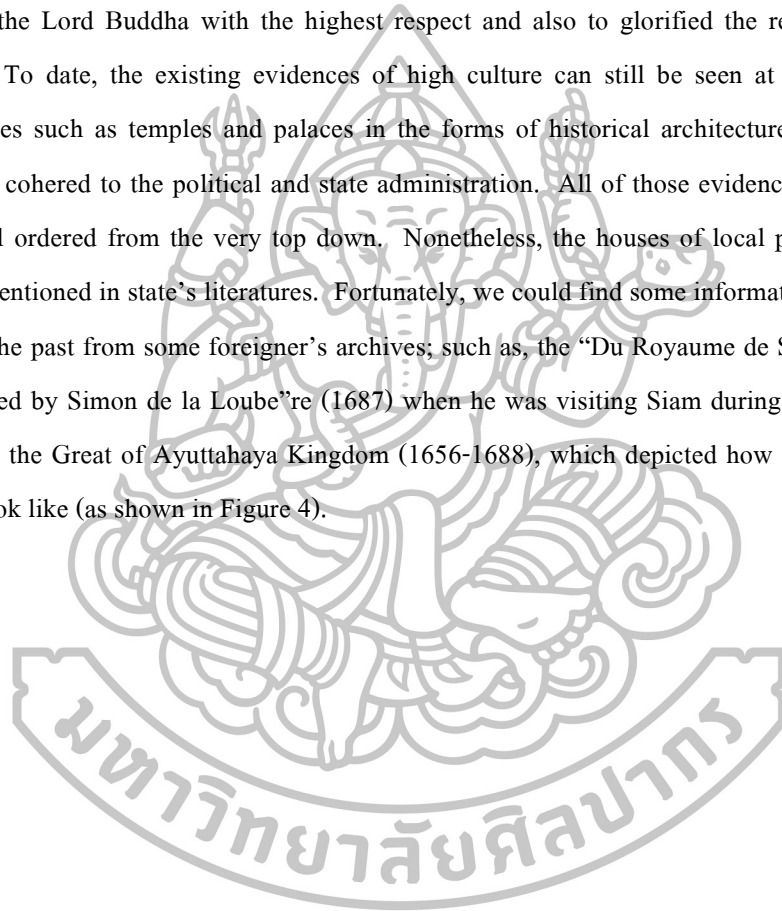 the Lord Buddha with the highest respect and also to glorified the re
To date, the existing evidences of high culture can still be seen at
es such as temples and palaces in the forms of historical architecture
cohered to the political and state administration. All of those evidenc
l ordered from the very top down. Nonetheless, the houses of local p
entioned in state’s literatures. Fortunately, we could find some informat
he past from some foreigner’s archives; such as, the “Du Royaume de S
ed by Simon de la Loube”re (1687) when he was visiting Siam during
the Great of Ayuttahaya Kingdom (1656-1688), which depicted how
ok like (as shown in Figure 4).
มหาวิทยาลัยศิลปากร